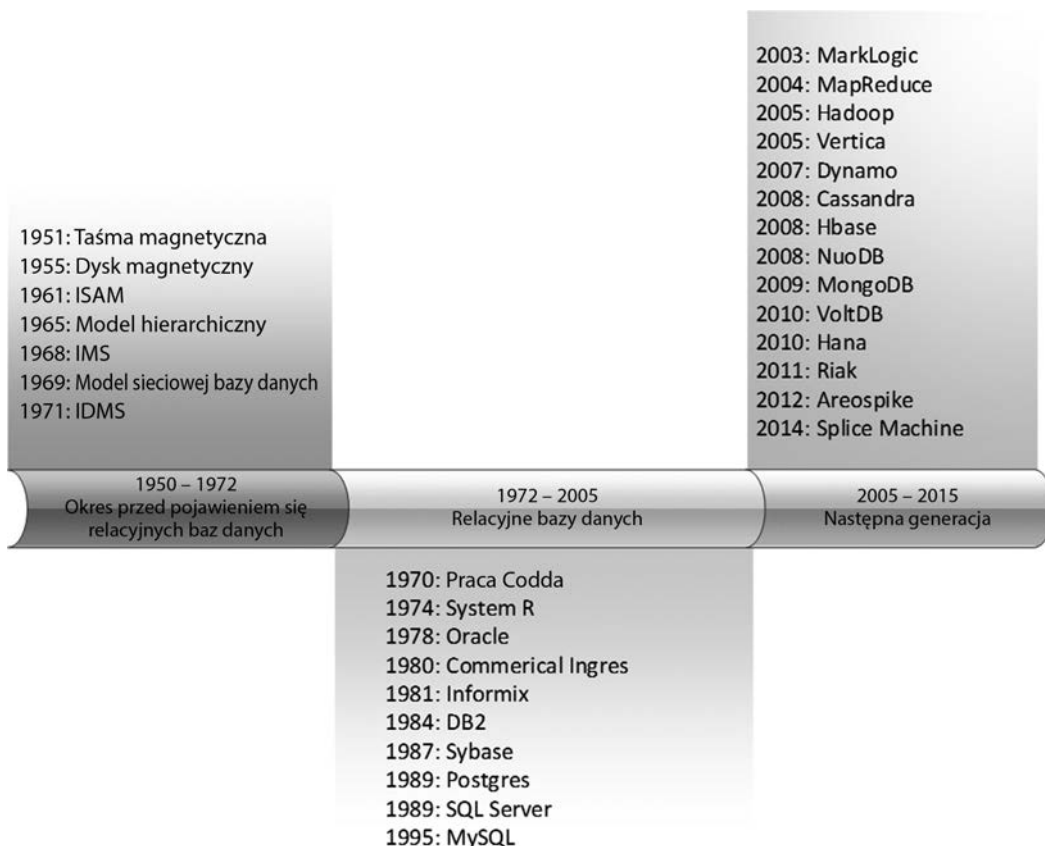 1951: Taśma magnetyczna
1955: Dysk magnetyczny
1961: ISAM
1965: Model hierarchiczny
1968: IMS
1969: Model sieciowej bazy danych
1971: IDMS
1950 – 1972
Okres przed pojawieniem się
relacyjnych baz danych
1972 – 2005
Relacyjne bazy danych
1970: Praca Codda
1974: System R
1978: Oracle
1980: Commerical Ingres
1981: Informix
1984: DB2
1987: Sybase
1989: Postgres
1989: SQL Server
1995: MySQL
2003: MarkLogic
2004: MapReduce
2005: Hadoop
2005: Vertica
2007: Dynamo
2008: Cassandra
2008: Hbase
2008: NuoDB
2009: MongoDB
2010: VoltDB
2010: Hana
2011: Riak
2012: Areospike
2014: Splice Machine
2005 – 2015
Następna generacja